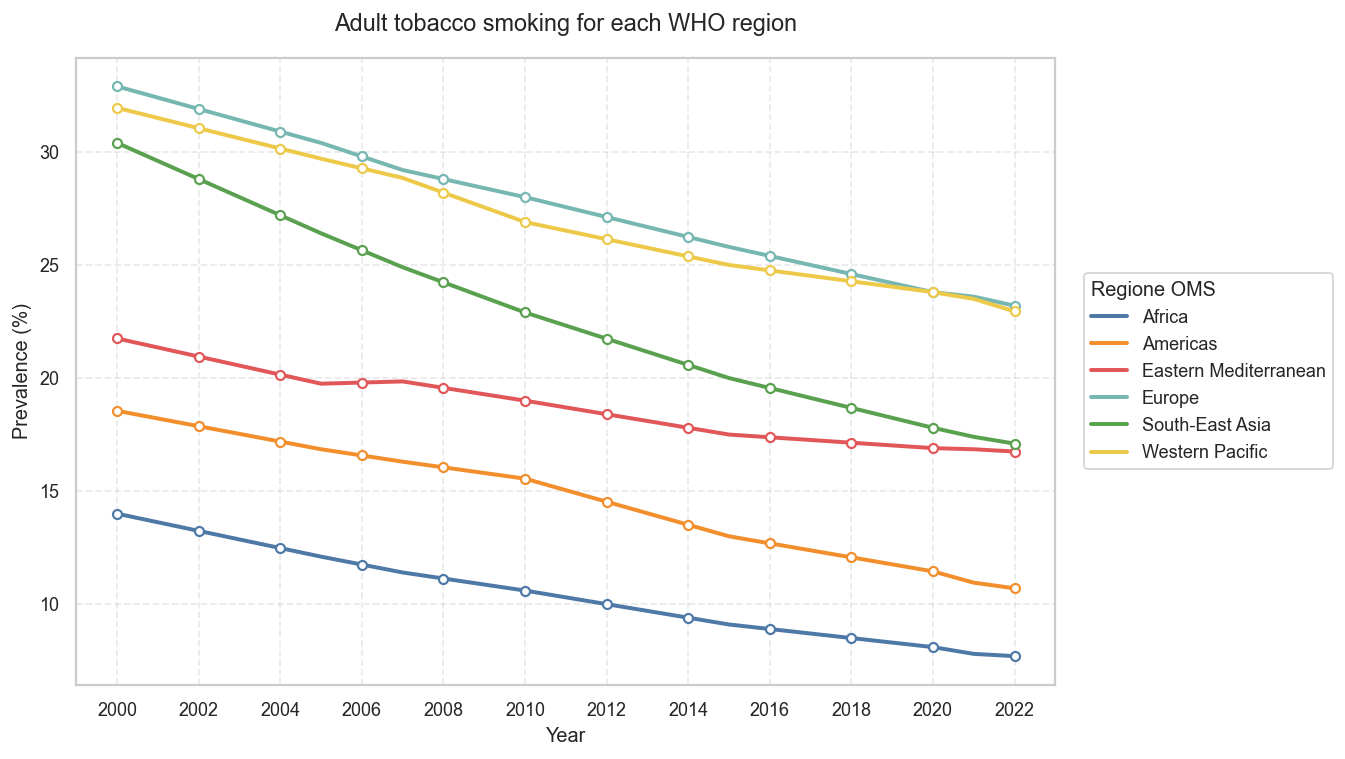 Adult tobacco smoking for each WHO region
Prevalence (%)
30
25
20
15
10
2000 2002 2004 2006 2008 2010 2012 2014 2016 2018 2020 2022
Year
Regione OMS
Africa
Americas
Eastern Mediterranean
Europe
South-East Asia
Western Pacific